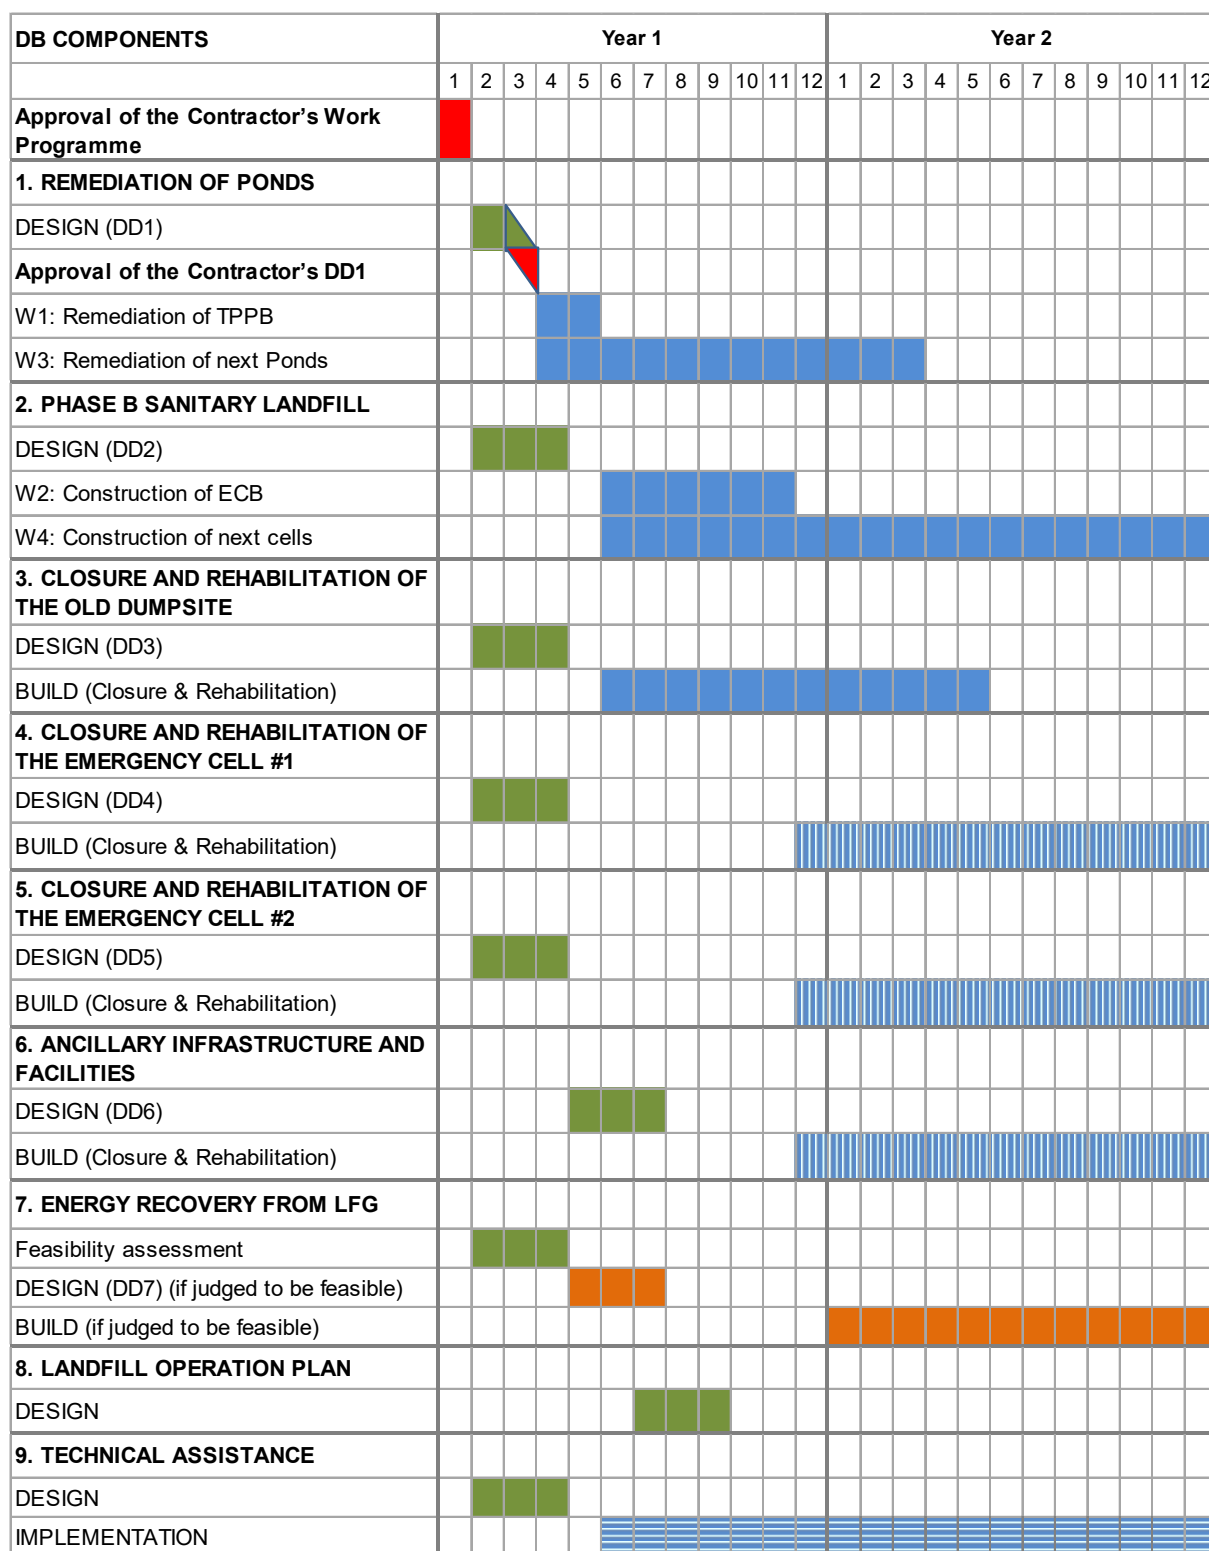 DB COMPONENTS Year 1 Year 2
1 2 3 4 5 6 7 8 9 10 11 12 1 2 3 4 5 6 7 8 9 10 11 12
Approval of the Contractor’s Work
Programme
1. REMEDIATION OF PONDS
DESIGN (DD1)
Approval of the Contractor’s DD1
W1: Remediation of TPPB
W3: Remediation of next Ponds
2. PHASE B SANITARY LANDFILL
DESIGN (DD2)
W2: Construction of ECB
W4: Construction of next cells
3. CLOSURE AND REHABILITATION OF
THE OLD DUMPSITE
DESIGN (DD3)
BUILD (Closure & Rehabilitation)
4. CLOSURE AND REHABILITATION OF
THE EMERGENCY CELL #1
DESIGN (DD4)
BUILD (Closure & Rehabilitation)
5. CLOSURE AND REHABILITATION OF
THE EMERGENCY CELL #2
DESIGN (DD5)
BUILD (Closure & Rehabilitation)
6. ANCILLARY INFRASTRUCTURE AND
FACILITIES
DESIGN (DD6)
BUILD (Closure & Rehabilitation)
7. ENERGY RECOVERY FROM LFG
Feasibility assessment
DESIGN (DD7) (if judged to be feasible)
BUILD (if judged to be feasible)
8. LANDFILL OPERATION PLAN
DESIGN
9. TECHNICAL ASSISTANCE
DESIGN
IMPLEMENTATION